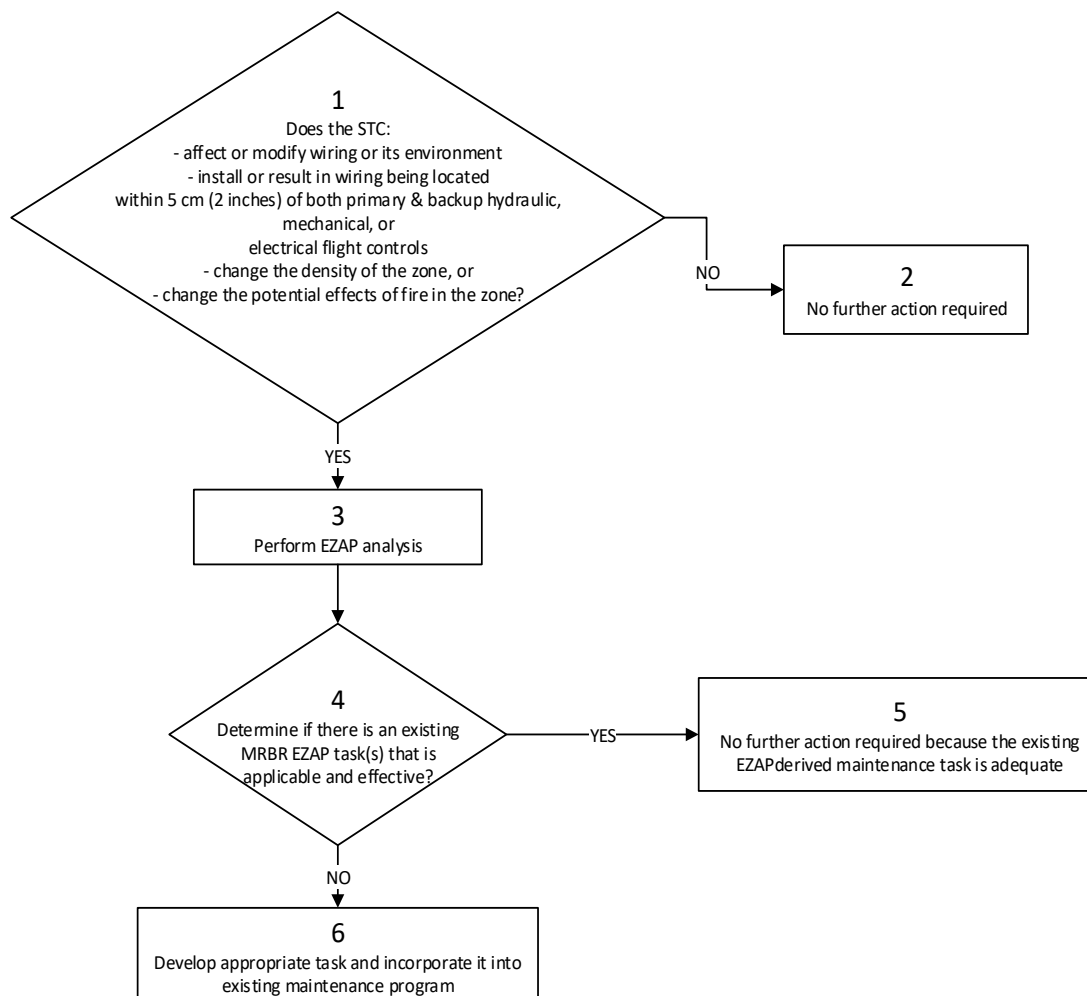 1
Does the STC:
- affect or modify wiring or its environment
- install or result in wiring being located
within 5 cm (2 inches) of both primary & backup hydraulic,
mechanical, or
electrical flight controls
- change the density of the zone, or
- change the potential effects of fire in the zone?
NO
2
No further action required
YES
3
Perform EZAP analysis
4
Determine if there is an existing
MRBR EZAP task(s) that is
applicable and effective?
YES
5
No further action required because the existing
EZAPderived maintenance task is adequate
NO
6
Develop appropriate task and incorporate it into
existing maintenance program